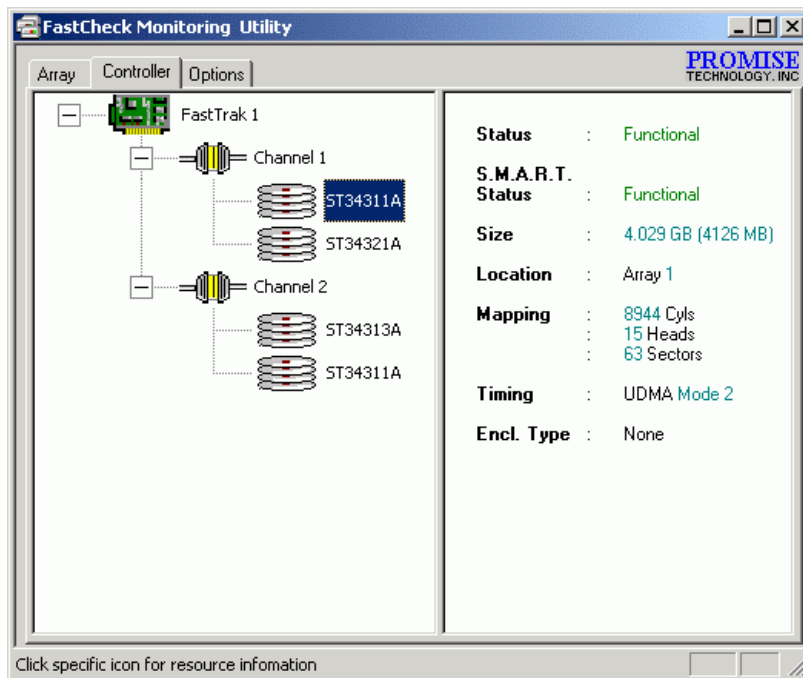 FastCheck Monitoring Utility
Array Controller Options
PROMISE
TECHNOLOGY, INC
FastTrak 1
Channel 1
ST34311A
ST34321A
Channel 2
ST34313A
ST34311A
Status : Functional
S.M.A.R.T.
Status : Functional
Size : 4.029 GB (4126 MB)
Location : Array 1
Mapping : 8944 Cyls
: 15 Heads
: 63 Sectors
Timing : UDMA Mode 2
Encl. Type : None
Click specific icon for resource infomation